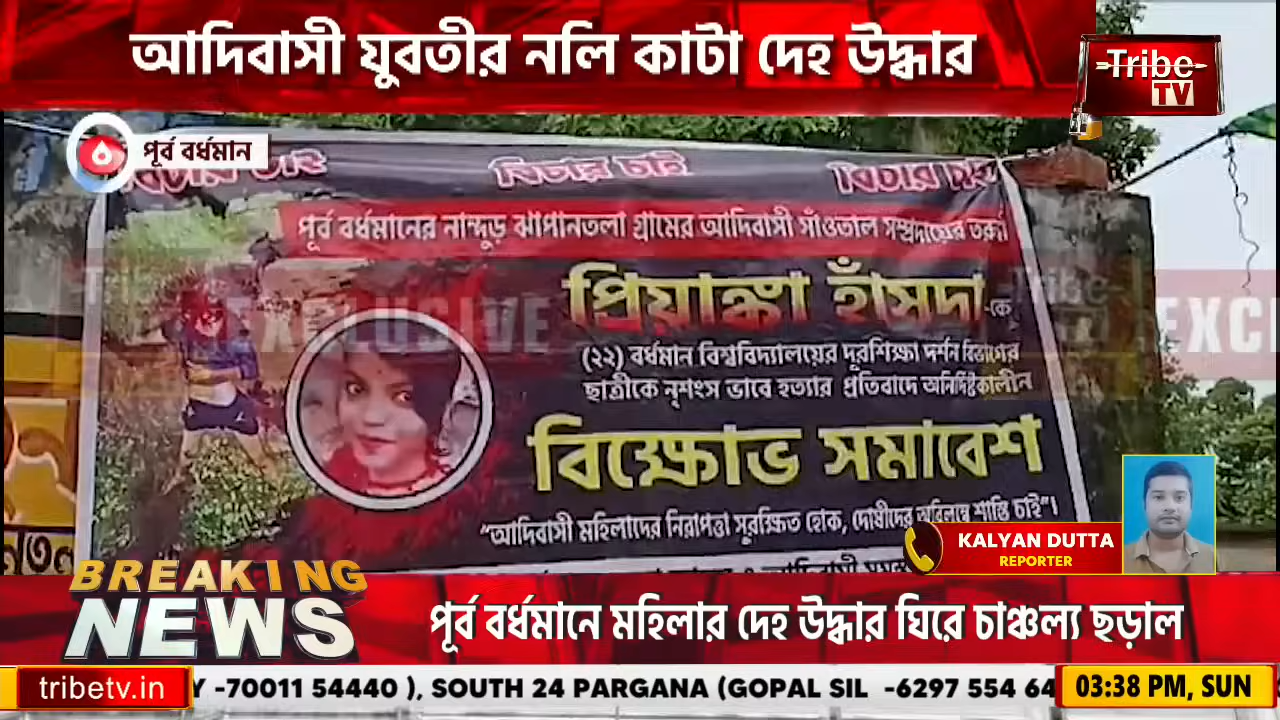 আদিবাসী যুবতীর নলি কাটা দেহ উদ্ধার
Tribe
TV
পূর্ব বর্ধমান
বিচার চাই বিচার চাই বিচার চাই
পূর্ব বর্ধমানের নান্দুড় ঝাপানতলা গ্রামের আদিবাসী সাঁওতাল সম্প্রদায়ের
প্রিয়াঙ্কা হাঁসদা-কে
(২২) বর্ধমান বিশ্ববিদ্যালয়ের দূরশিক্ষা দর্শন বিভাগের
ছাত্রীকে নৃশংস ভাবে হত্যার প্রতিবাদে অনির্দিষ্টকালীন
বিক্ষোভ সমাবেশ
“আদিবাসী মহিলাদের নিরাপত্তা সুরক্ষিত হোক, দোষীদের অবিলম্বে শাস্তি চাই”।
EXCLUSIVE
EXC
KALYAN DUTTA
REPORTER
BREAKING
NEWS
পূর্ব বর্ধমানে মহিলার দেহ উদ্ধার ঘিরে চাঞ্চল্য ছড়াল
tribetv.in
Y -70011 54440 ), SOUTH 24 PARGANA (GOPAL SIL -6297 554 64
03:38 PM, SUN